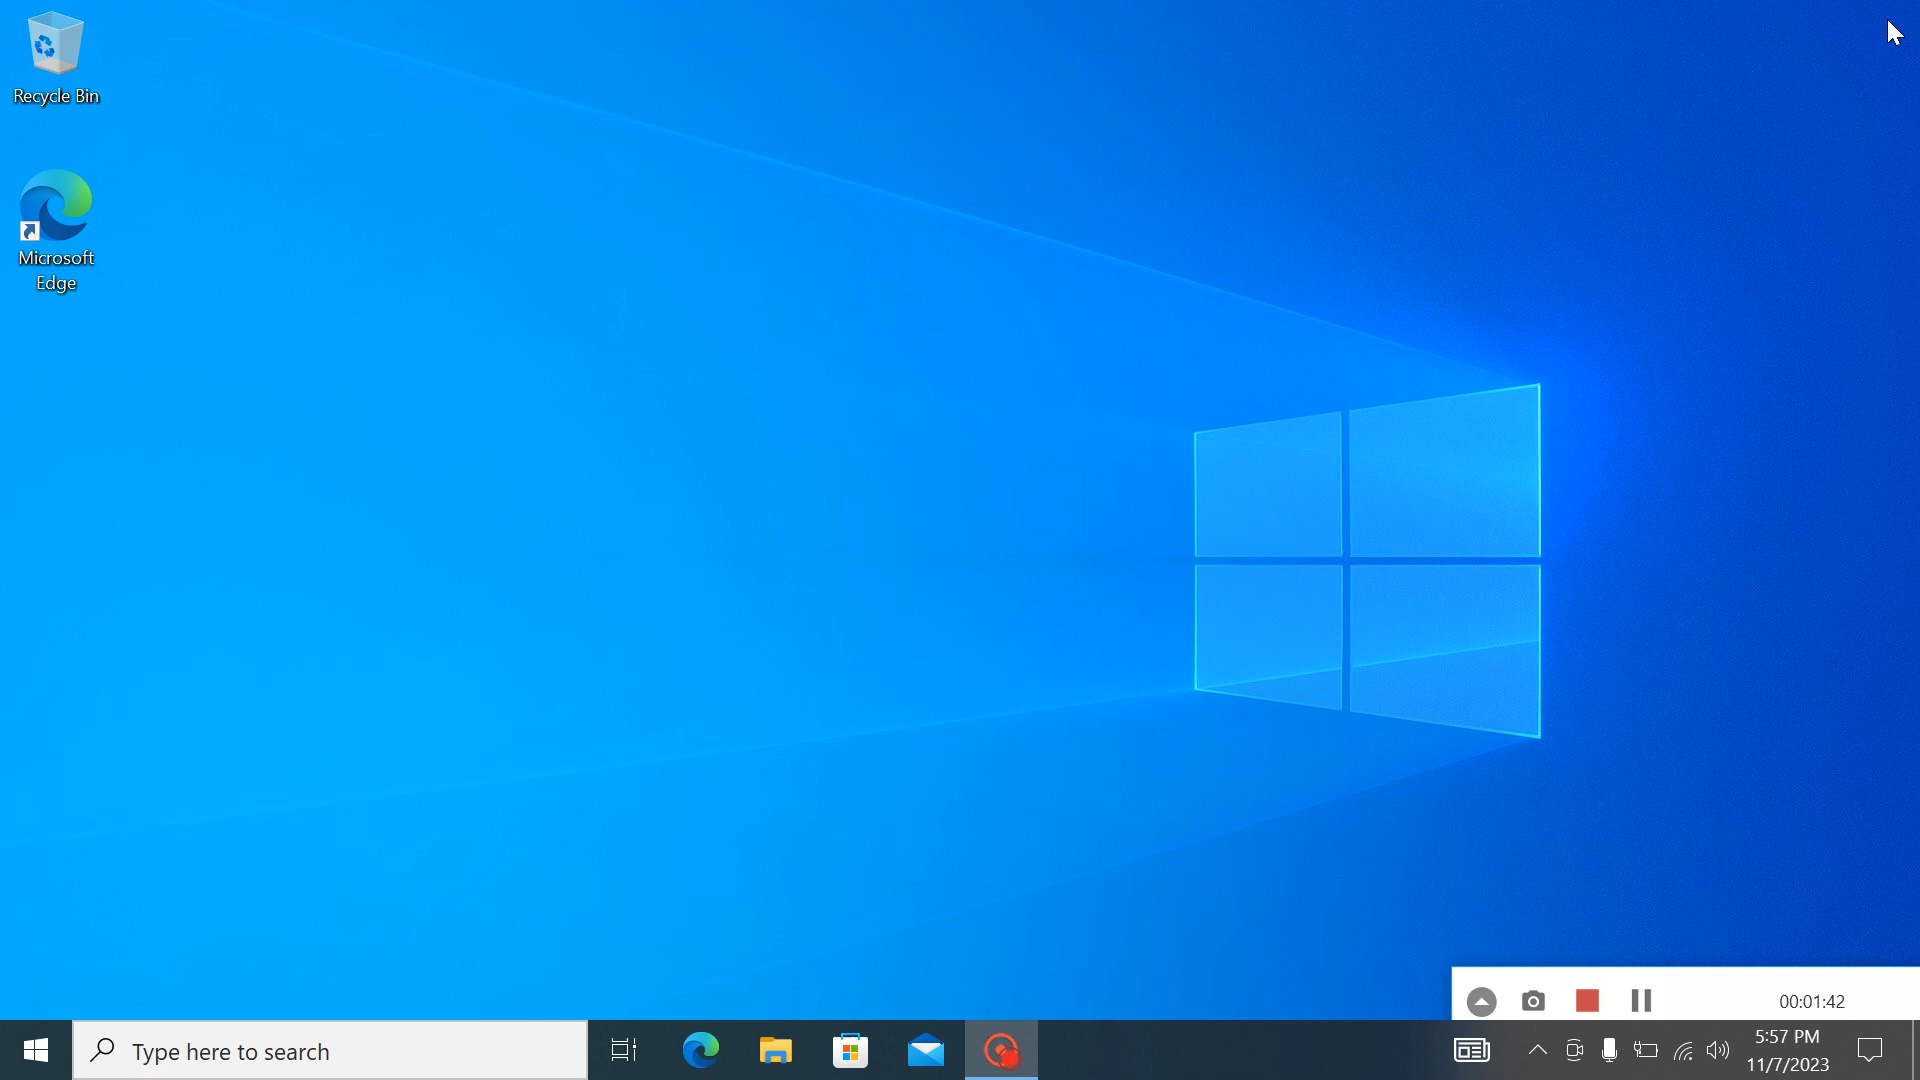 Recycle Bin
Microsoft
Edge
00:01:42
Type here to search
5:57 PM
11/7/2023